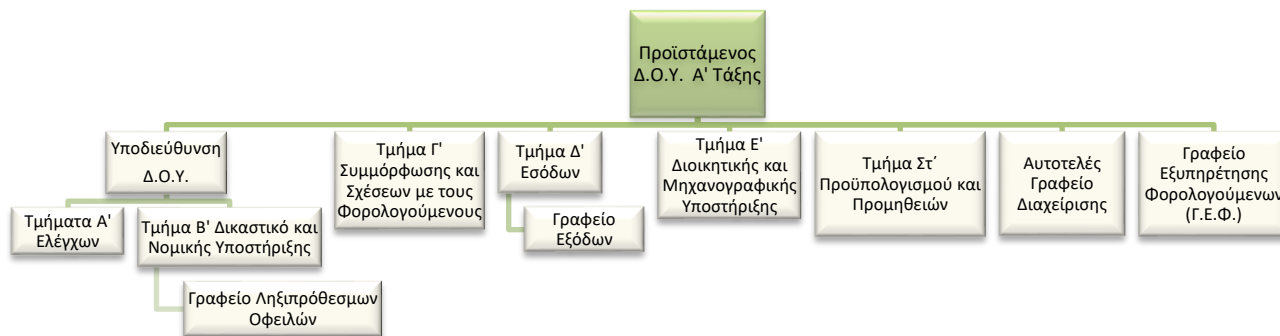 Προϊστάμενος
Δ.Ο.Υ. Α' Τάξης
Υποδιεύθυνση
Δ.Ο.Υ.
Τμήματα Α'
Ελέγχων
Τμήμα Β' Δικαστικό και
Νομικής Υποστήριξης
Γραφείο Ληξιπρόθεσμων
Οφειλών
Τμήμα Γ'
Συμμόρφωσης και
Σχέσεων με τους
Φορολογούμενους
Τμήμα Δ'
Εσόδων
Γραφείο
Εξόδων
Τμήμα Ε'
Διοικητικής και
Μηχανογραφικής
Υποστήριξης
Τμήμα Στ΄
Προϋπολογισμού και
Προμηθειών
Αυτοτελές
Γραφείο
Διαχείρισης
Γραφείο
Εξυπηρέτησης
Φορολογούμενων
(Γ.Ε.Φ.)